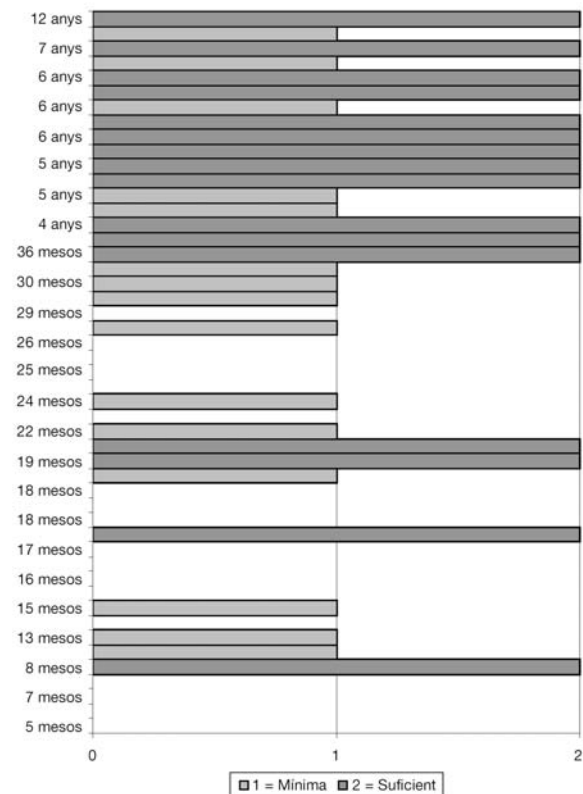 12 anys
7 anys
6 anys
6 anys
6 anys
5 anys
5 anys
4 anys
36 mesos
30 mesos
29 mesos
26 mesos
25 mesos
24 mesos
22 mesos
19 mesos
18 mesos
18 mesos
17 mesos
16 mesos
15 mesos
13 mesos
8 mesos
7 mesos
5 mesos
0 1 2
1 = Mínima 2 = Suficient